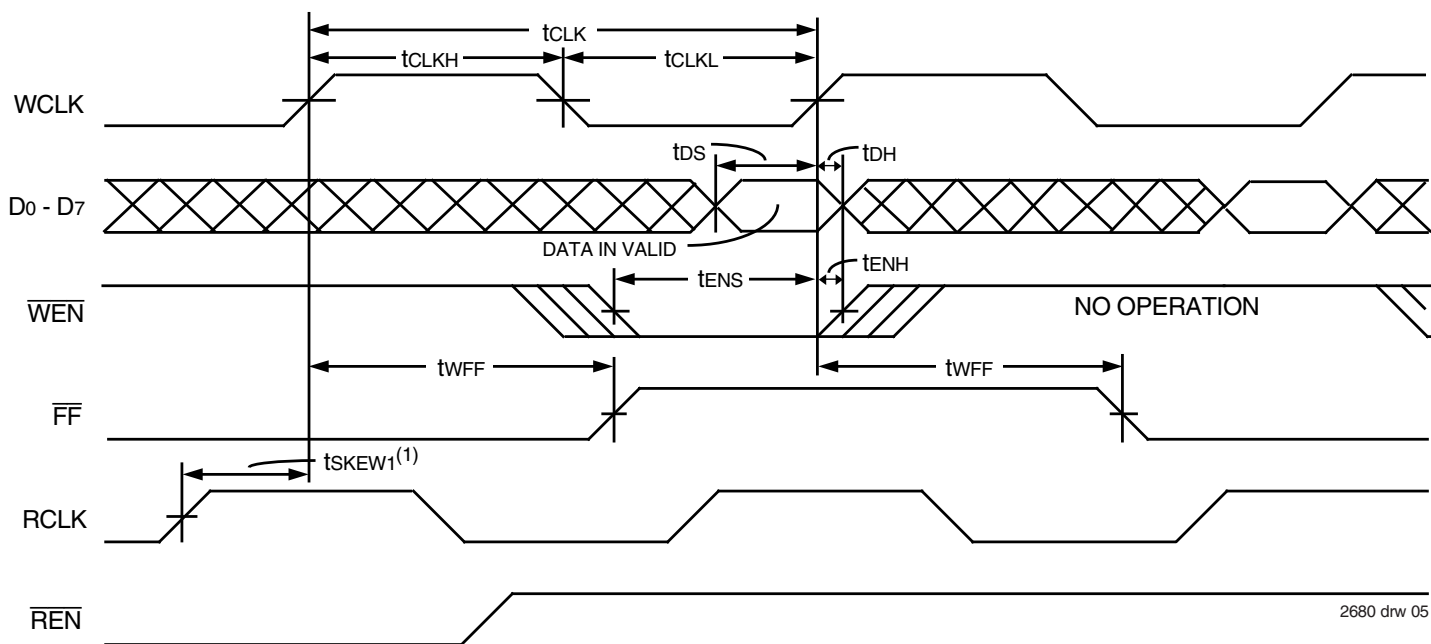 tCLK
tCLKH
tCLKL
WCLK
tDS
tDH
D0 - D7
DATA IN VALID
tENS
tENH
WEN
NO OPERATION
tWFF
tWFF
FF
tSKEW1(1)
RCLK
REN
2680 drw 05